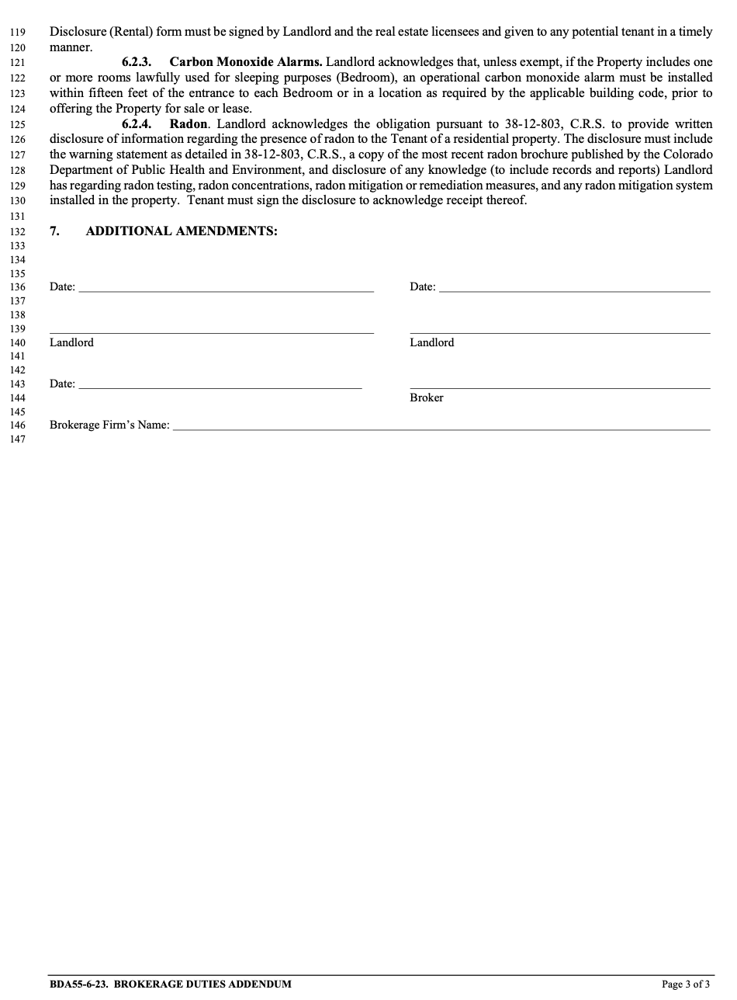 119 Disclosure (Rental) form must be signed by Landlord and the real estate licensees and given to any potential tenant in a timely
120 manner.
121 6.2.3. Carbon Monoxide Alarms. Landlord acknowledges that, unless exempt, if the Property includes one
122 or more rooms lawfully used for sleeping purposes (Bedroom), an operational carbon monoxide alarm must be installed
123 within fifteen feet of the entrance to each Bedroom or in a location as required by the applicable building code, prior to
124 offering the Property for sale or lease.
125 6.2.4. Radon. Landlord acknowledges the obligation pursuant to 38-12-803, C.R.S. to provide written
126 disclosure of information regarding the presence of radon to the Tenant of a residential property. The disclosure must include
127 the warning statement as detailed in 38-12-803, C.R.S., a copy of the most recent radon brochure published by the Colorado
128 Department of Public Health and Environment, and disclosure of any knowledge (to include records and reports) Landlord
129 has regarding radon testing, radon concentrations, radon mitigation or remediation measures, and any radon mitigation system
130 installed in the property. Tenant must sign the disclosure to acknowledge receipt thereof.
131
132 7. ADDITIONAL AMENDMENTS:
133
134
135
136 Date: Date:
137
138
139
140 Landlord Landlord
141
142
143 Date:
144 Broker
145
146 Brokerage Firm's Name:
147
BDA55-6-23. BROKERAGE DUTIES ADDENDUM Page 3 of 3